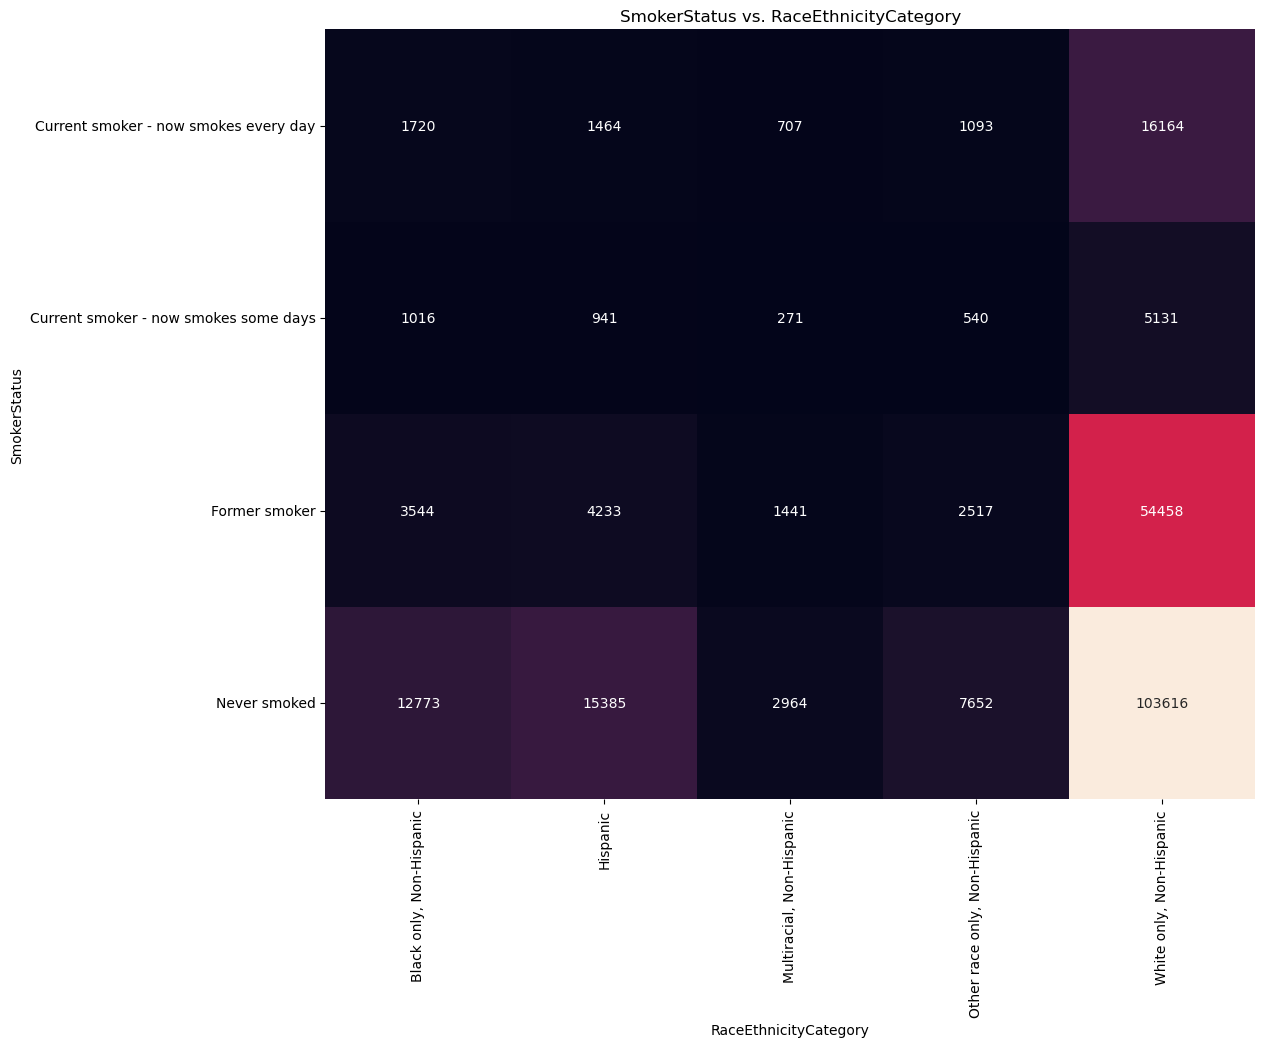 SmokerStatus vs. RaceEthnicityCategory
SmokerStatus
Current smoker - now smokes every day 1720 1464 707 1093 16164
Current smoker - now smokes some days 1016 941 271 540 5131
Former smoker 3544 4233 1441 2517 54458
Never smoked 12773 15385 2964 7652 103616
Black only, Non-Hispanic
Hispanic
Multiracial, Non-Hispanic
Other race only, Non-Hispanic
White only, Non-Hispanic
RaceEthnicityCategory